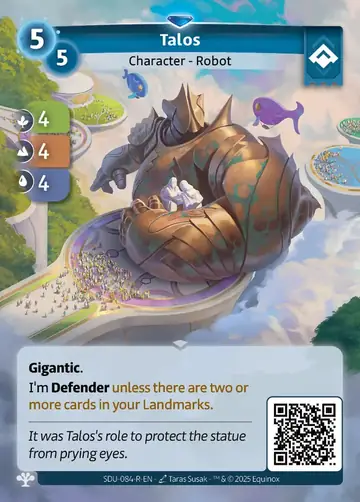 5
5
Talos
Character - Robot
4
4
4
Gigantic.
I'm Defender unless there are two or
more cards in your Landmarks.
It was Talos's role to protect the statue
from prying eyes.
SDU-084-R-EN - Taras Susak - ™ & © 2025 Equinox